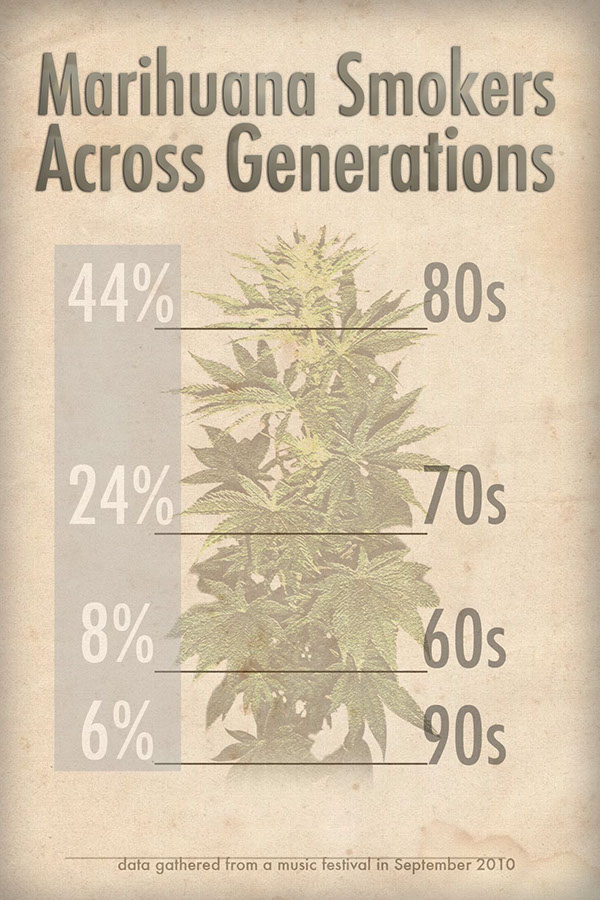 Marihuana Smokers
Across Generations
44% 80s
24% 70s
8% 60s
6% 90s
data gathered from a music festival in September 2010